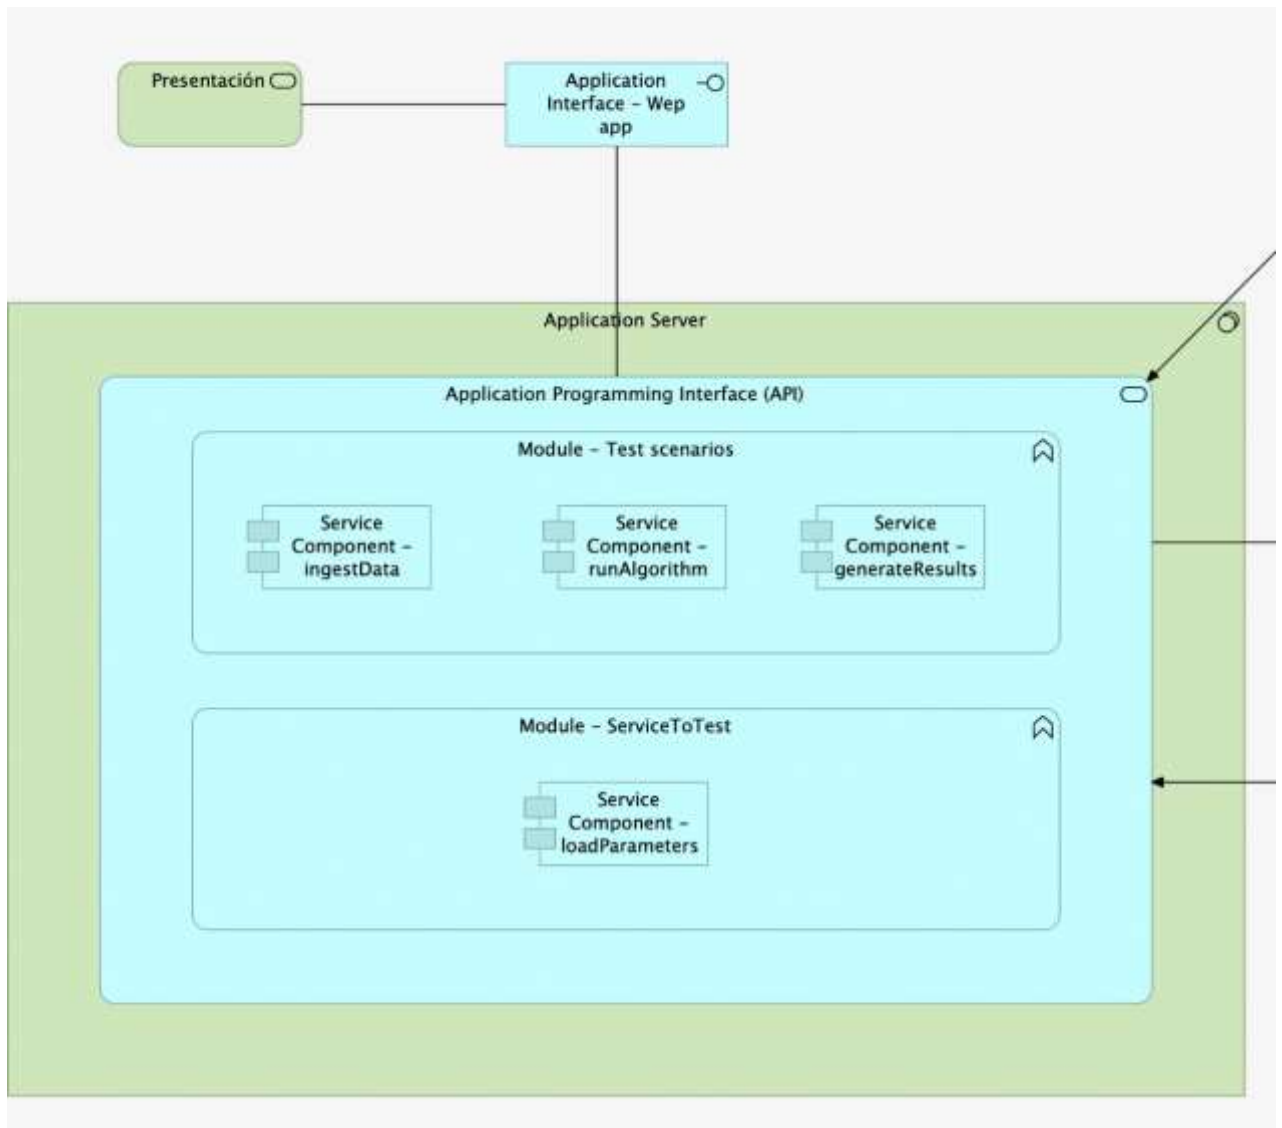 Presentación
Application
Interface – Wep
app
Application Server
Application Programming Interface (API)
Module – Test scenarios
Service
Component –
ingestData
Service
Component –
runAlgorithm
Service
Component –
generateResults
Module – ServiceToTest
Service
Component –
loadParameters